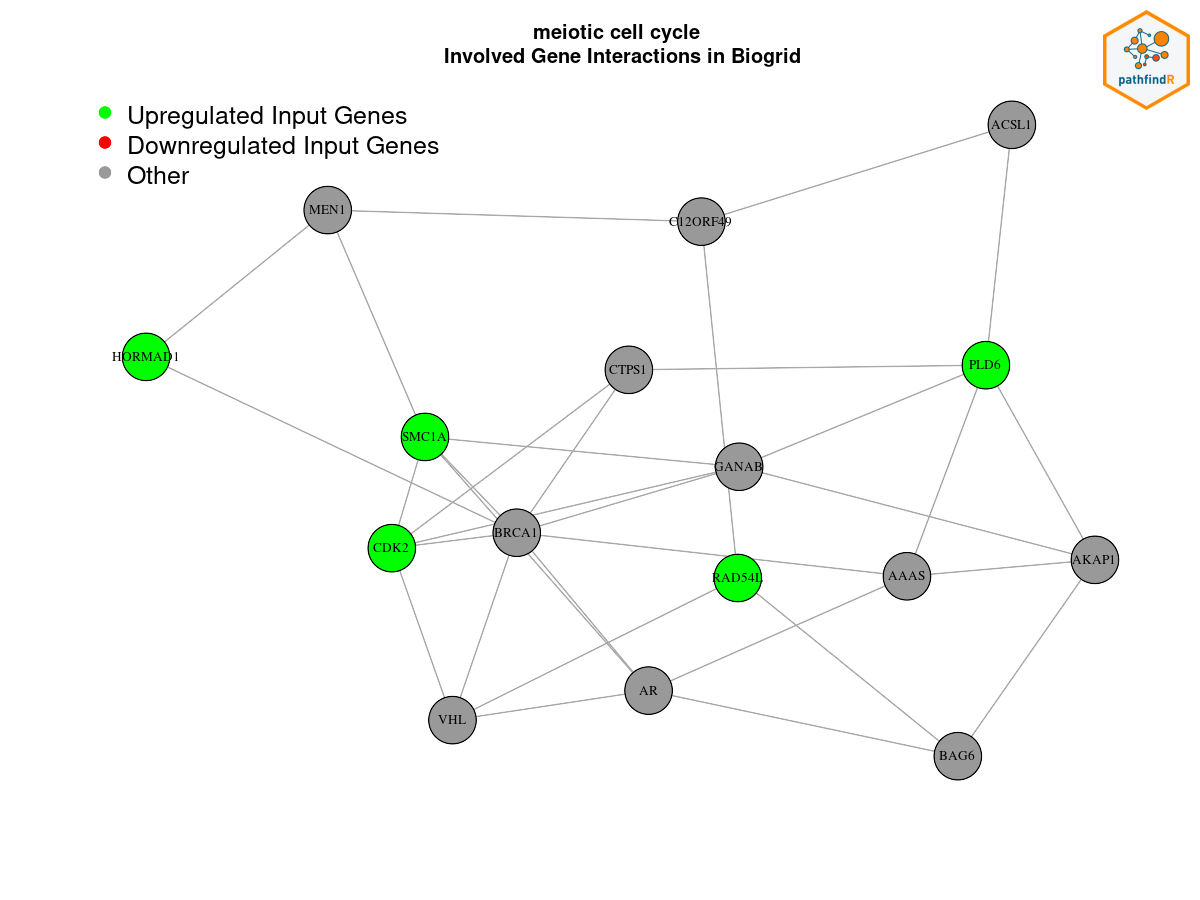 meiotic cell cycle
Involved Gene Interactions in Biogrid
pathfindR
Upregulated Input Genes
Downregulated Input Genes
Other
ACSL1
MEN1
C12ORF49
HORMAD1
CTPS1
PLD6
SMC1A
GANAB
BRCA1
CDK2
AKAP1
RAD54L
AAAS
AR
VHL
BAG6